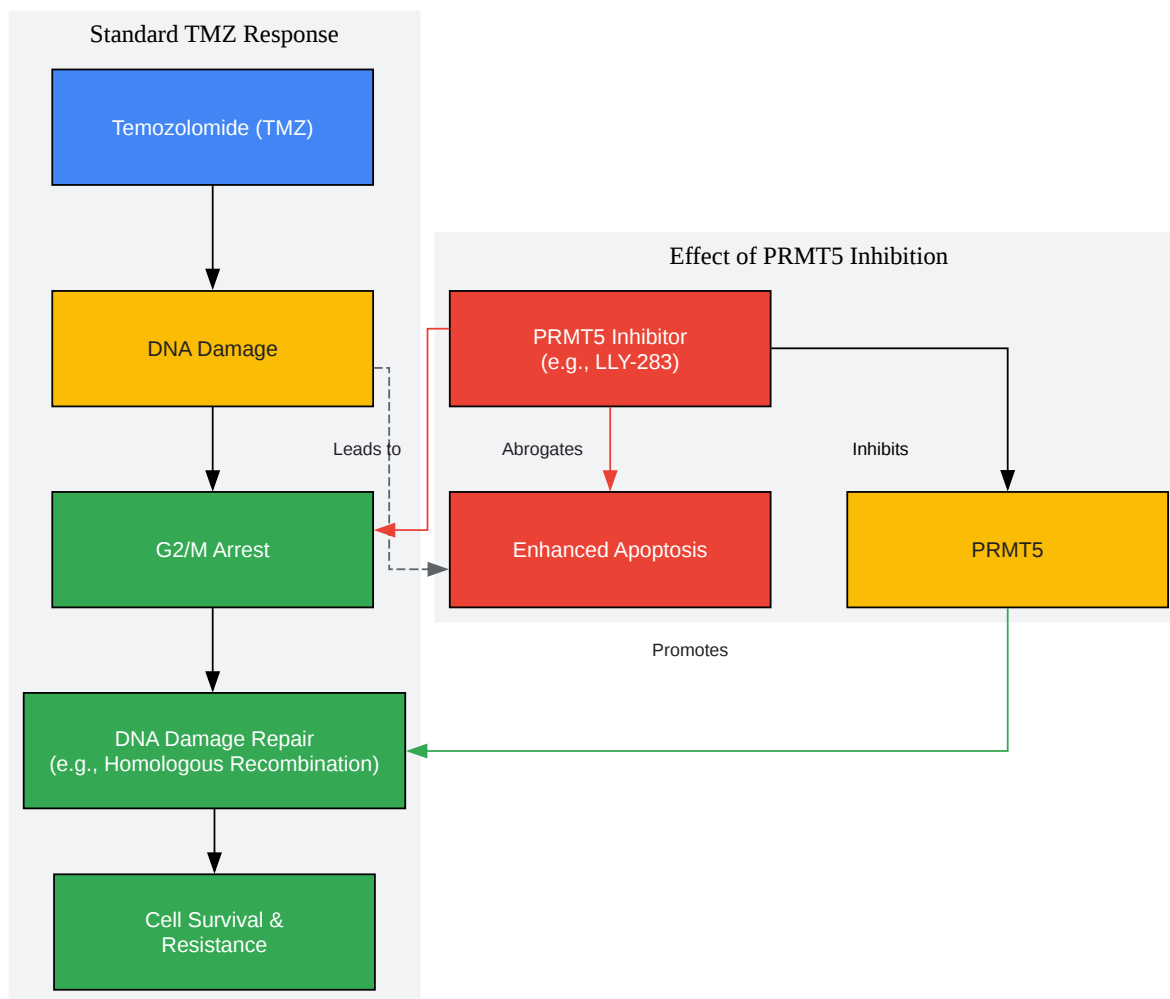 Standard TMZ Response
Temozolomide (TMZ)
Effect of PRMT5 Inhibition
DNA Damage
PRMT5 Inhibitor
(e.g., LLY-283)
Leads to
Abrogates
Inhibits
G2/M Arrest
Enhanced Apoptosis
PRMT5
Promotes
DNA Damage Repair
(e.g., Homologous Recombination)
Cell Survival &
Resistance